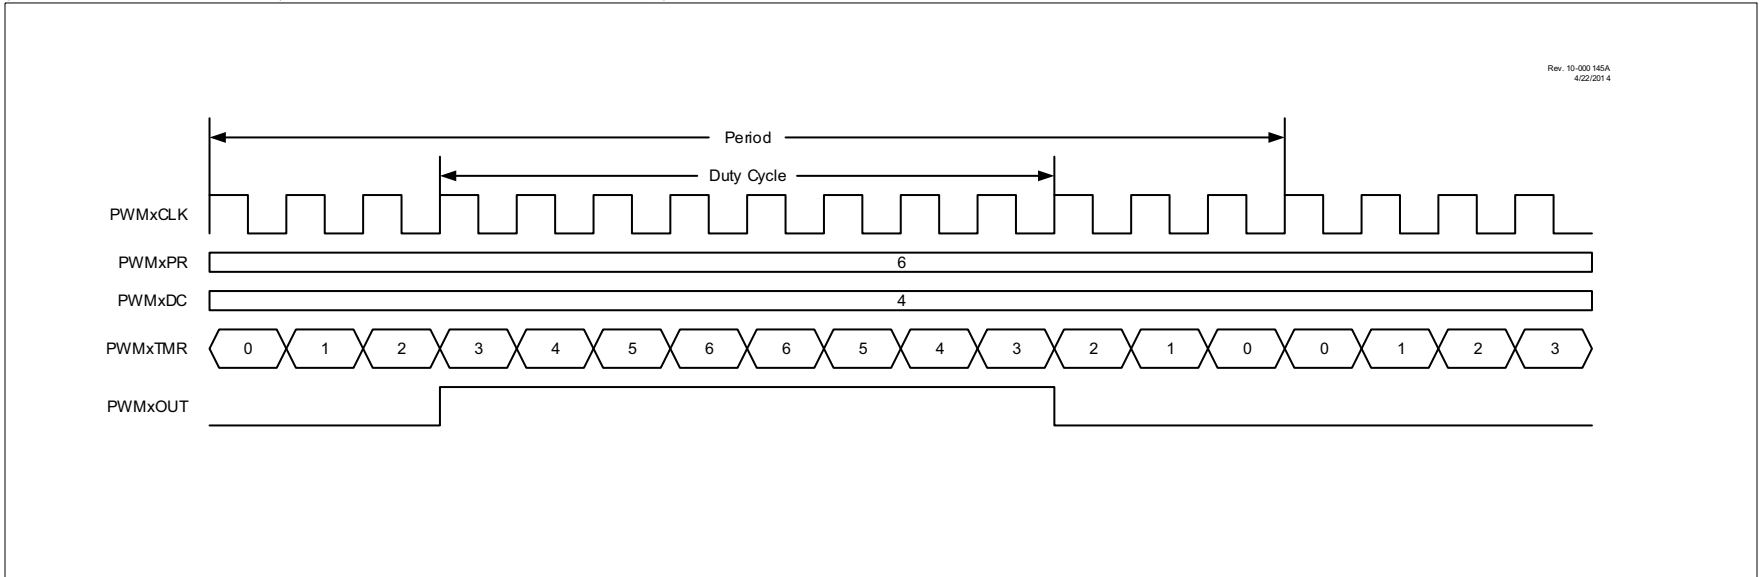 Rev. 10-000 145A
4/22/2014
Period
Duty Cycle
PWMxCLK
PWMxPR 6
PWMxDC 4
PWMxTMR 0 1 2 3 4 5 6 6 5 4 3 2 1 0 0 1 2 3
PWMxOUT